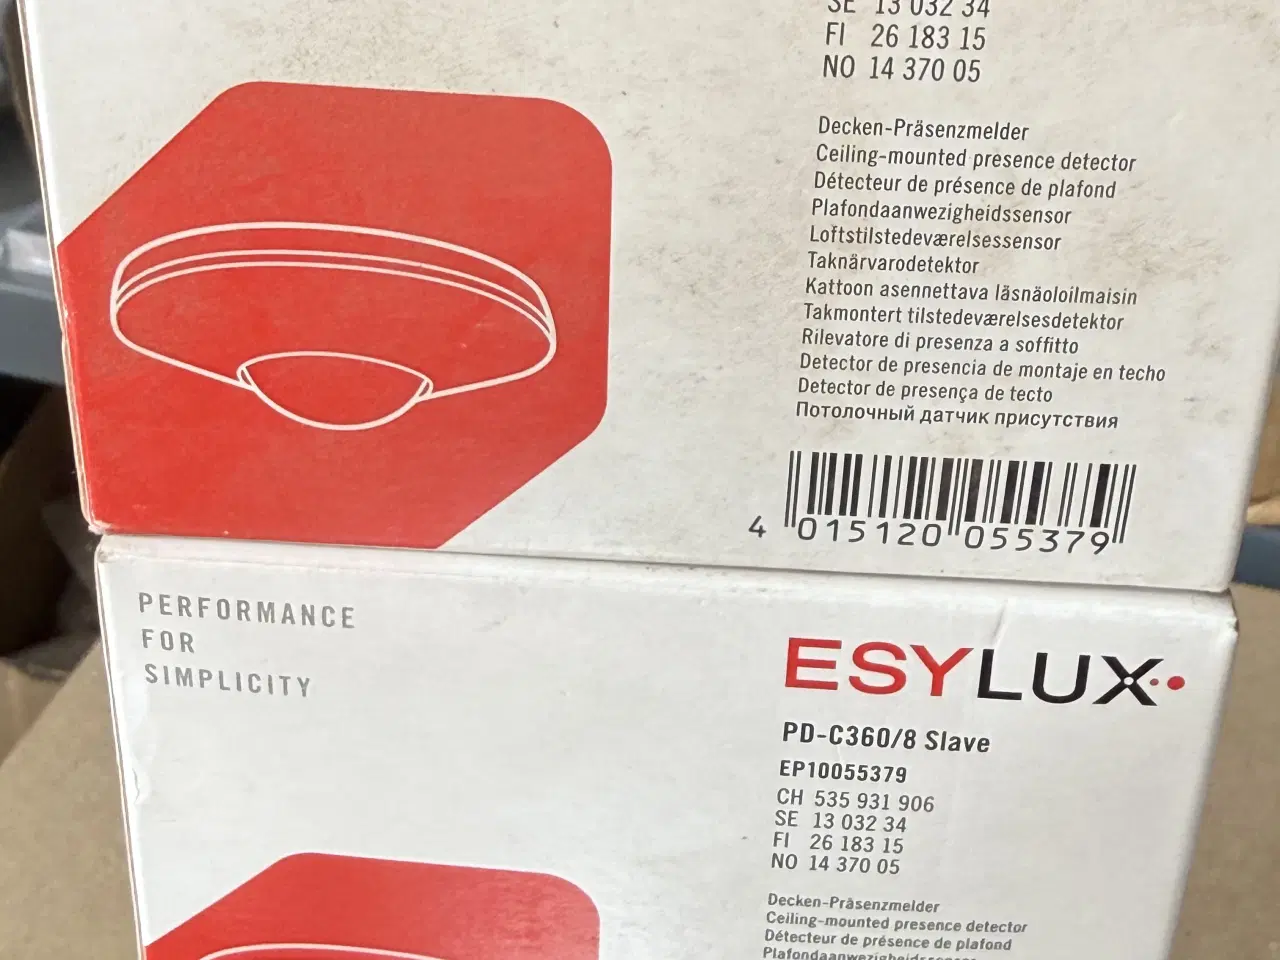 SE 13 032 34
FI 26 183 15
NO 14 370 05
Decken-Präsenzmelder
Ceiling-mounted presence detector
Détecteur de présence de plafond
Plafondaanwezigheidssensor
Loftstilstedeværelsessensor
Taknärvarodetektor
Kattoon asennettava läsnäoloilmaisin
Takmontert tilstedeværelsesdetektor
Rilevatore di presenza a soffitto
Detector de presencia de montaje en techo
Detector de presença de tecto
Потолочный датчик присутствия
4 015120 055379
PERFORMANCE
FOR
SIMPLICITY
ESYLUX
PD-C360/8 Slave
EP10055379
CH 535 931 906
SE 13 032 34
FI 26 183 15
NO 14 370 05
Decken-Präsenzmelder
Ceiling-mounted presence detector
Détecteur de présence de plafond